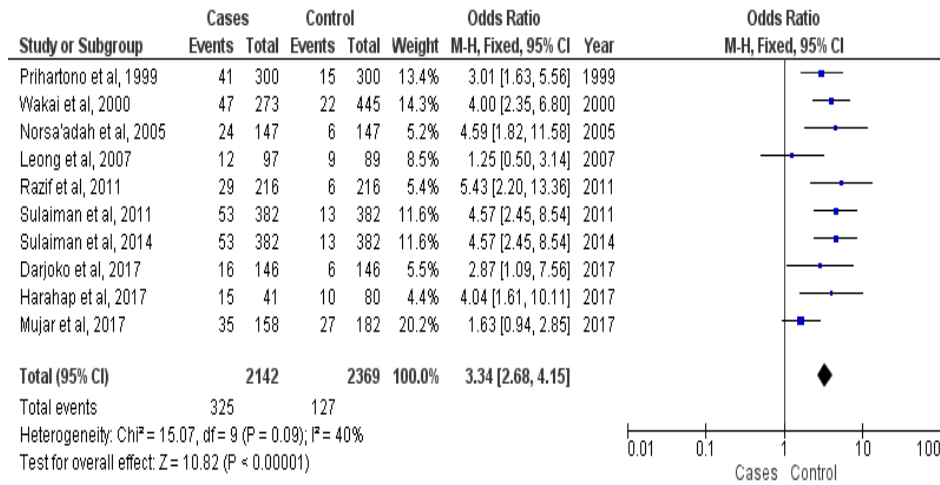 Cases Control Odds Ratio Odds Ratio
Study or Subgroup Events Total Events Total Weight M-H, Fixed, 95% CI Year M-H, Fixed, 95% CI
Prihartono et al, 1999 41 300 15 300 13.4% 3.01 [1.63, 5.56] 1999
Wakai et al, 2000 47 273 22 445 14.3% 4.00 [2.35, 6.80] 2000
Norsa'adah et al, 2005 24 147 6 147 5.2% 4.59 [1.82, 11.58] 2005
Leong et al, 2007 12 97 9 89 8.5% 1.25 [0.50, 3.14] 2007
Razif et al, 2011 29 216 6 216 5.4% 5.43 [2.20, 13.36] 2011
Sulaiman et al, 2011 53 382 13 382 11.6% 4.57 [2.45, 8.54] 2011
Sulaiman et al, 2014 53 382 13 382 11.6% 4.57 [2.45, 8.54] 2014
Darjoko et al, 2017 16 146 6 146 5.5% 2.87 [1.09, 7.56] 2017
Harahap et al, 2017 15 41 10 80 4.4% 4.04 [1.61, 10.11] 2017
Mujar et al, 2017 35 158 27 182 20.2% 1.63 [0.94, 2.85] 2017
Total (95% CI) 2142 2369 100.0% 3.34 [2.68, 4.15]
Total events 325 127
Heterogeneity: Chi² = 15.07, df = 9 (P = 0.09); I² = 40%
Test for overall effect: Z = 10.82 (P < 0.00001)
0.01 0.1 1 10 100
Cases Control